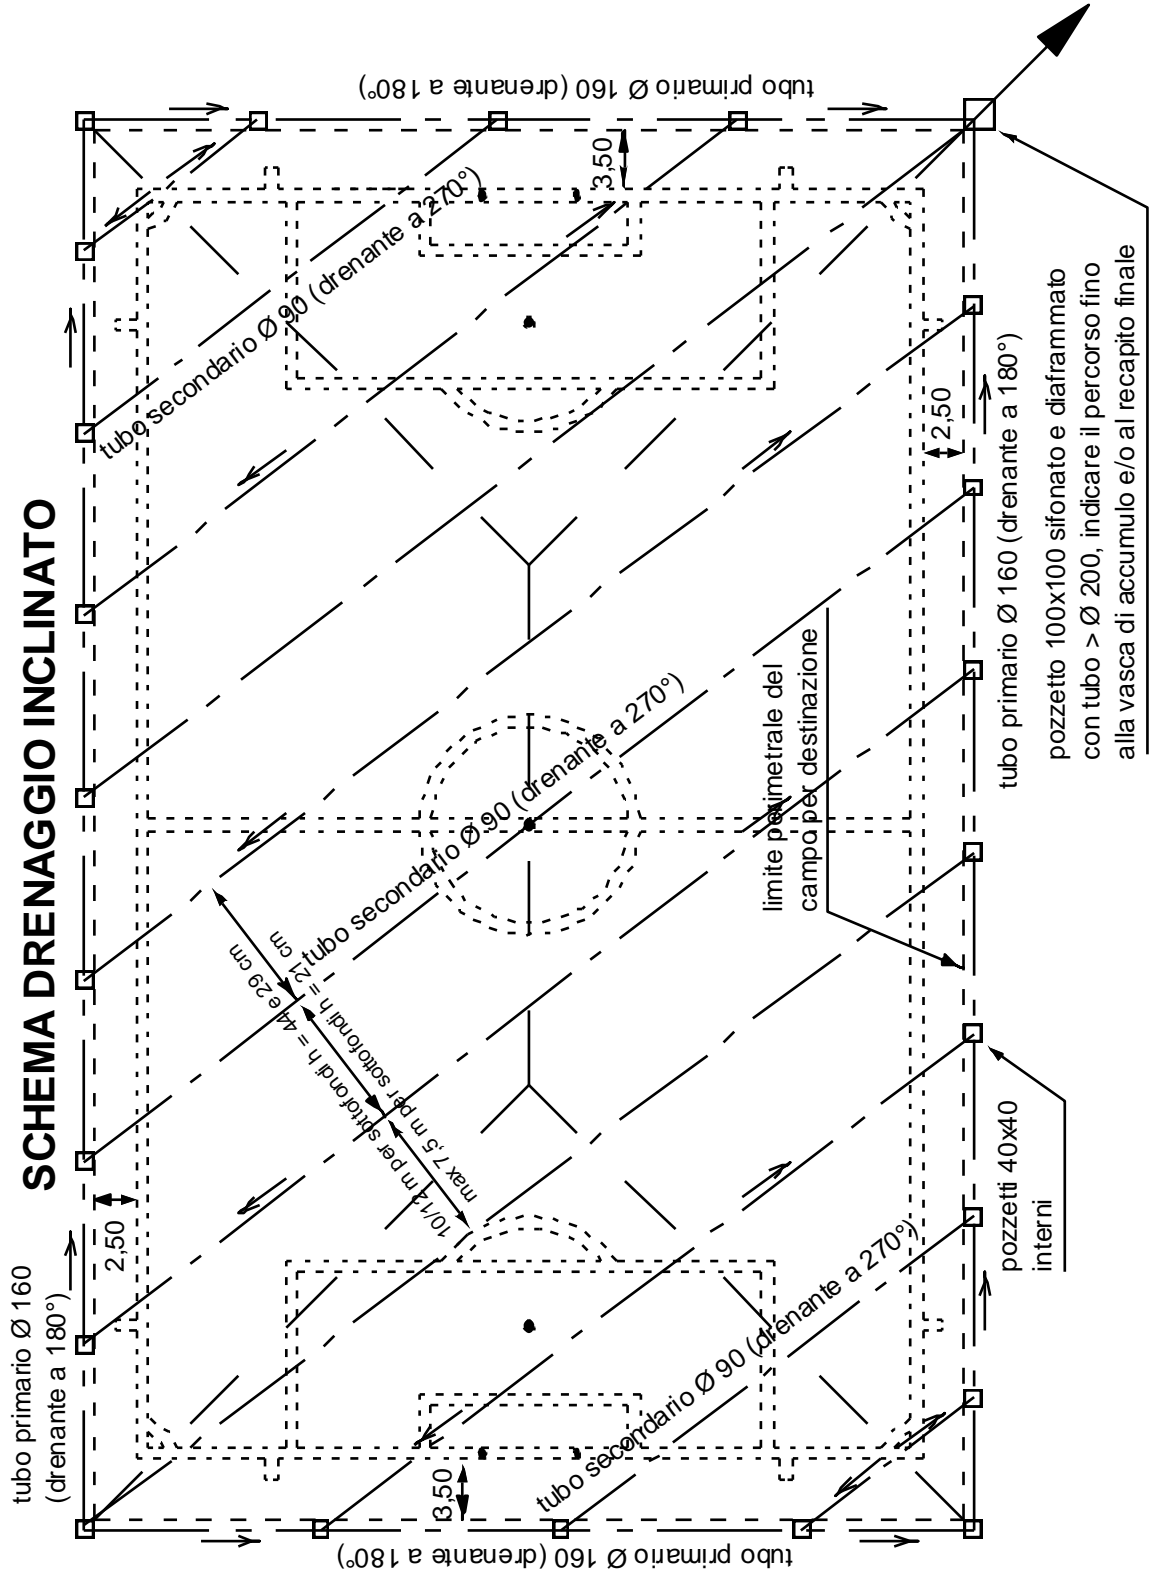 SCHEMA DRENAGGIO INCLINATO
tubo primario Ø 160
(drenante a 180°)
2,50
tubo primario Ø 160 (drenante a 180°)
3,50
tubo secondario Ø 90 (drenante a 270°)
10/12 m per sottofondi h = 44 e 29 cm
max 7,5 m per sottofondi h = 21 cm
tubo secondario Ø 90 (drenante a 270°)
tubo secondario Ø 90 (drenante a 270°)
3,50
tubo primario Ø 160 (drenante a 180°)
limite perimetrale del
campo per destinazione
2,50
pozzetti 40x40
interni
tubo primario Ø 160 (drenante a 180°)
pozzetto 100x100 sifonato e diaframmato
con tubo > Ø 200, indicare il percorso fino
alla vasca di accumulo e/o al recapito finale